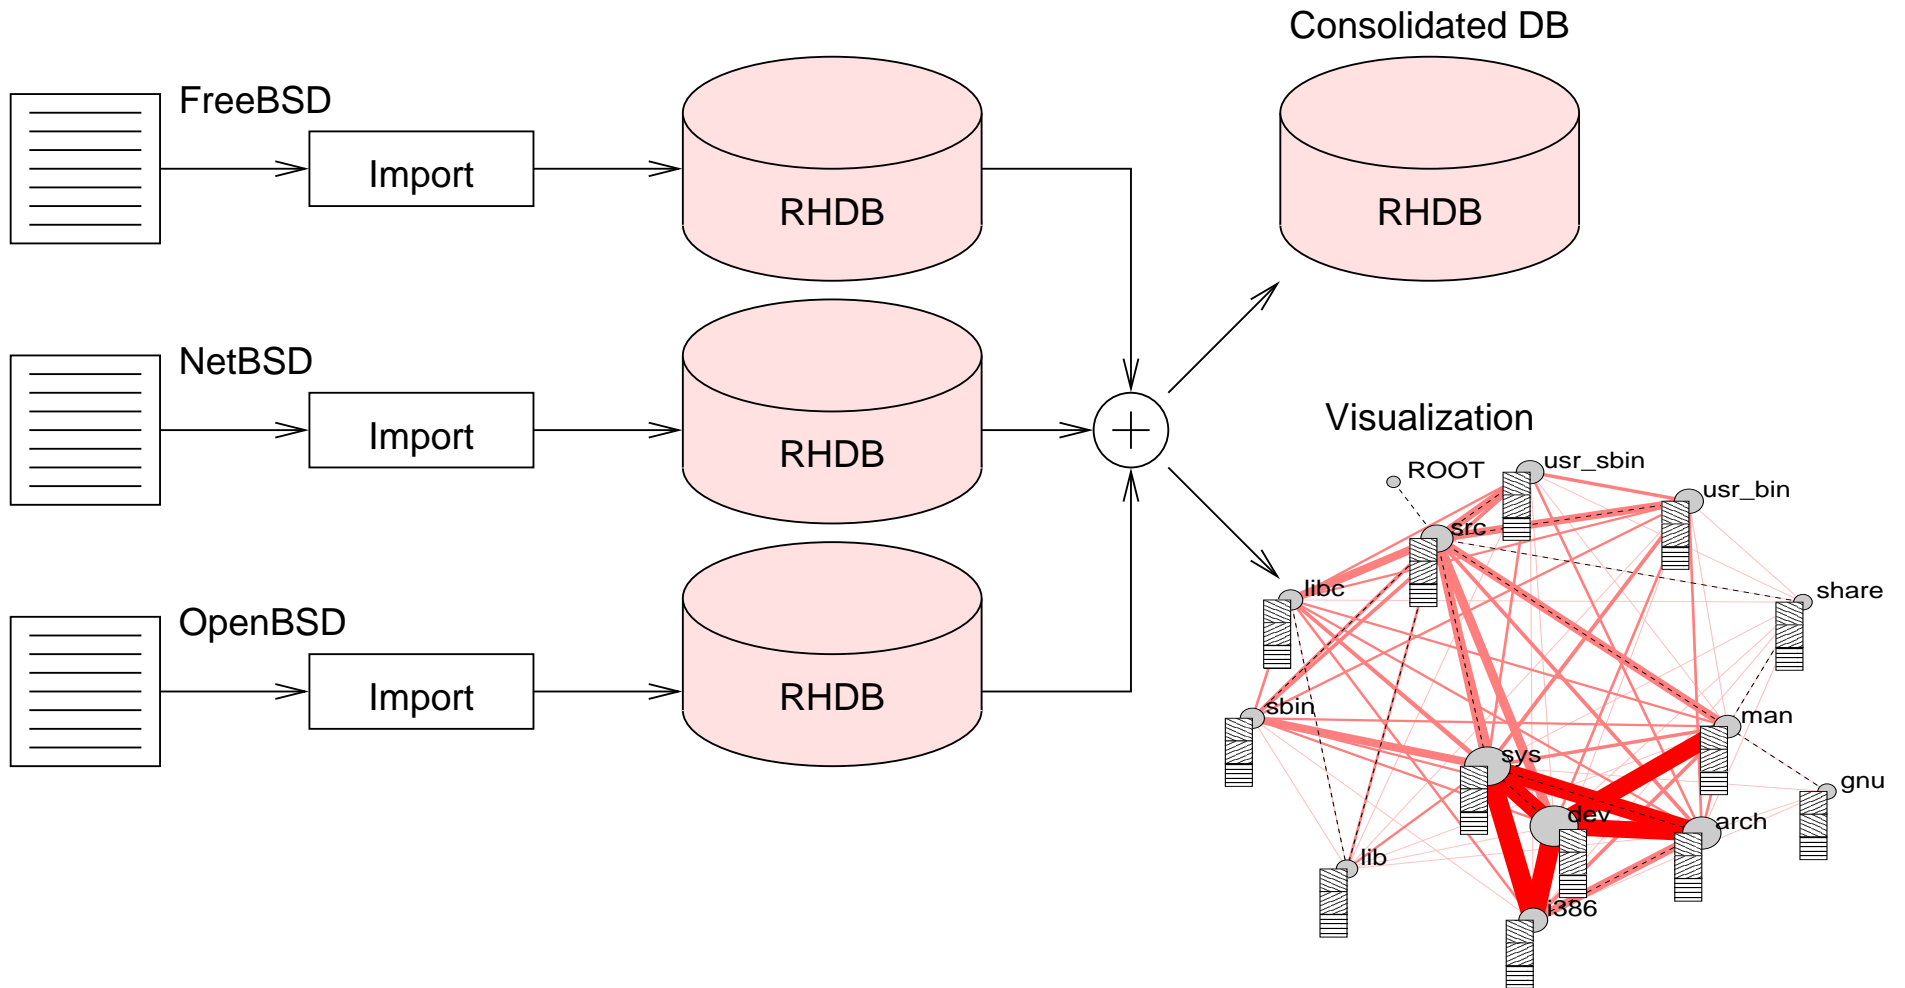 Consolidated DB
FreeBSD
Import
RHDB
RHDB
NetBSD
Import
RHDB
Visualization
ROOT
usr_sbin
usr_bin
src
libc
share
OpenBSD
Import
RHDB
sbin
man
sys
gnu
dev
arch
lib
i386